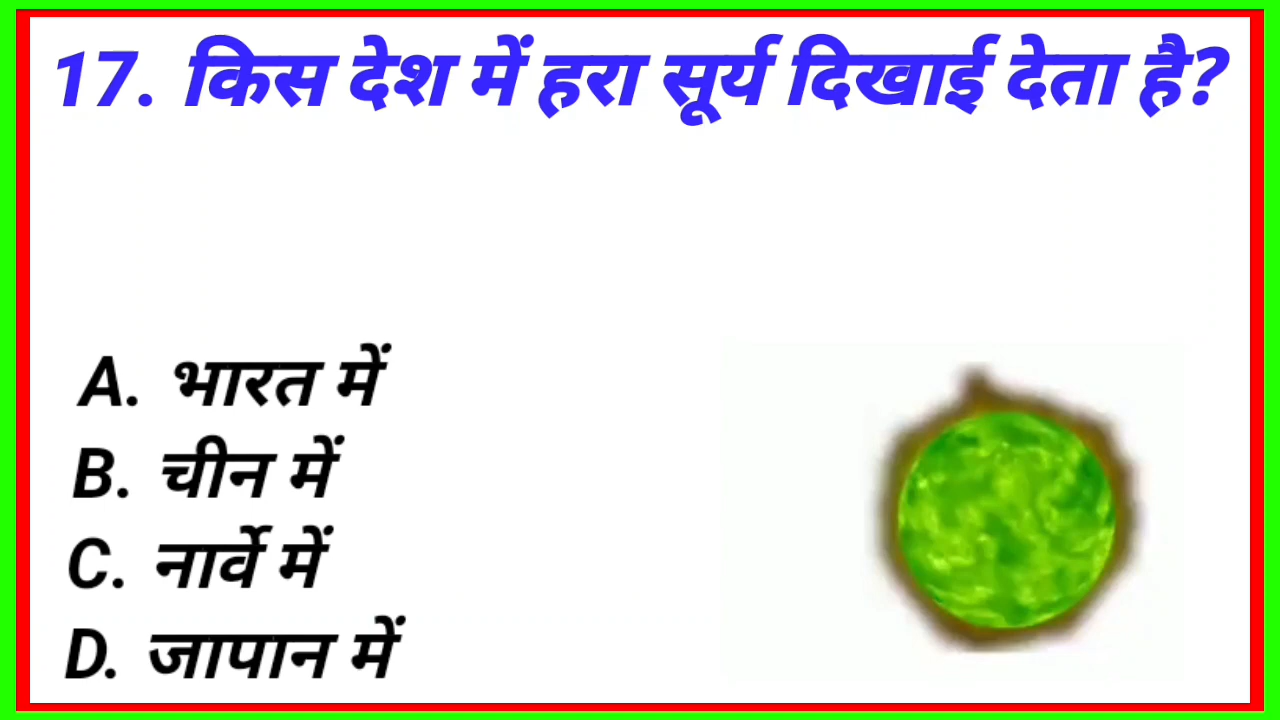 17. किस देश में हरा सूर्य दिखाई देता है?
A. भारत में
B. चीन में
C. नार्वे में
D. जापान में